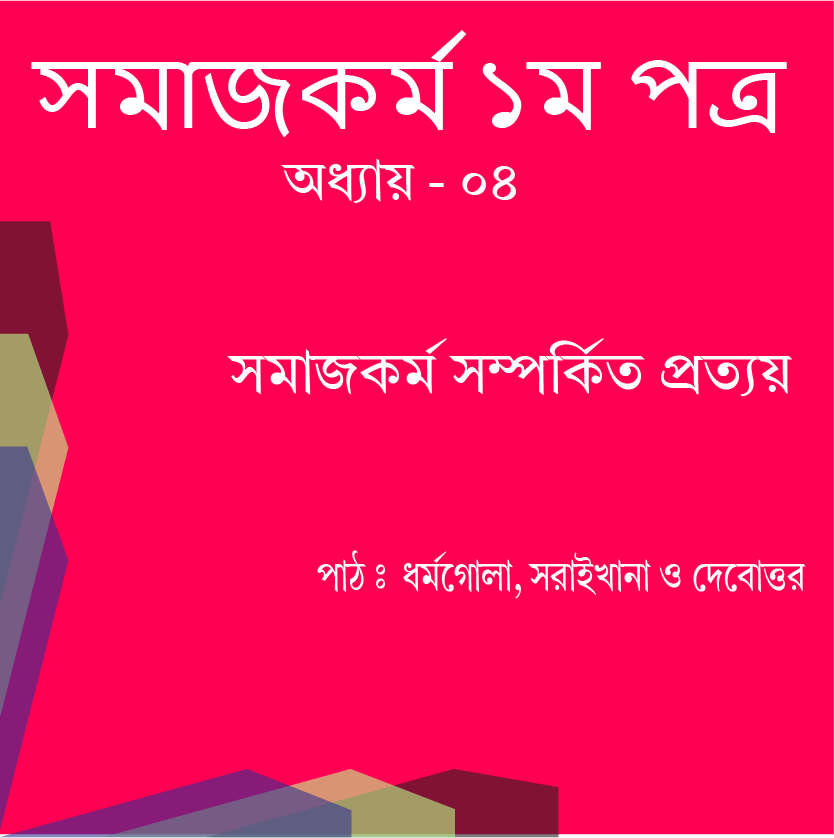 সমাজকর্ম ১ম পত্র
অধ্যায় - ০৪
সমাজকর্ম সম্পর্কিত প্রত্যয়
পাঠ ঃ ধর্মগোলা, সরাইখানা ও দেবোত্তর